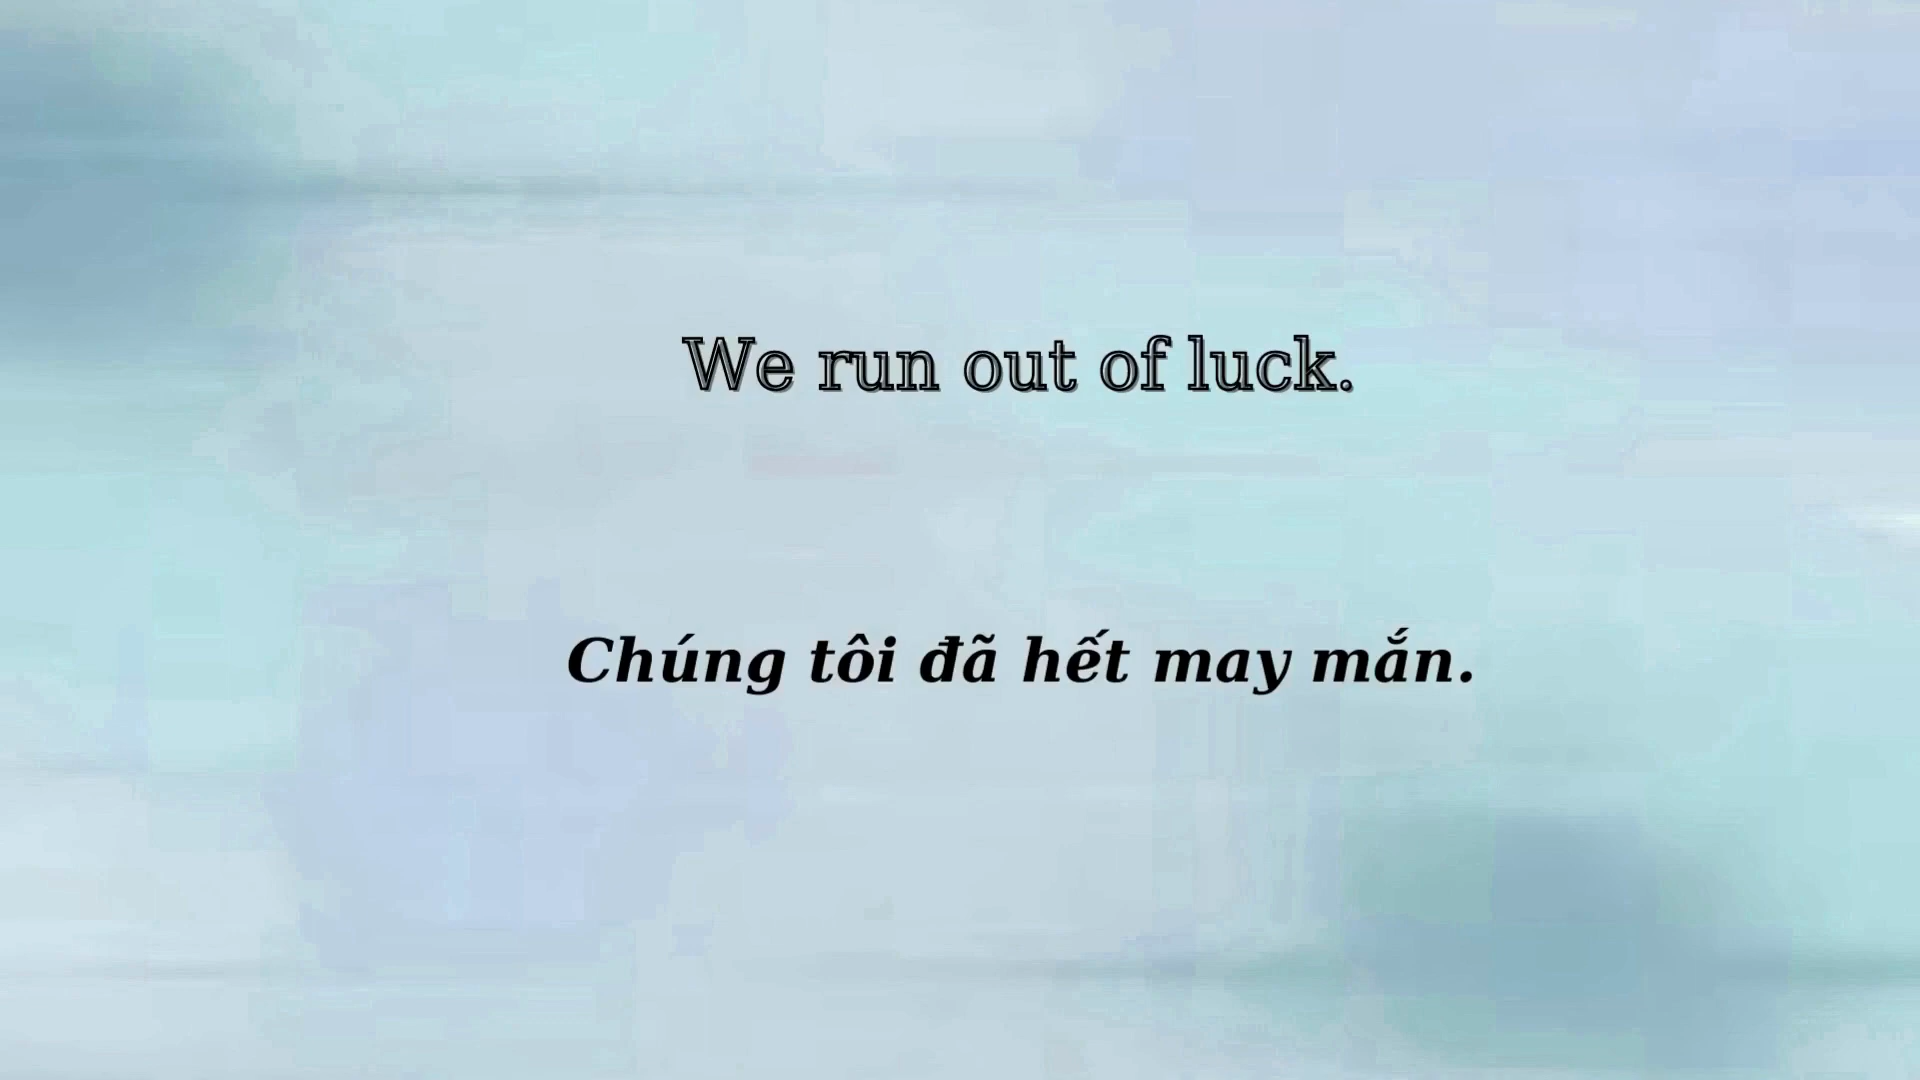 We run out of luck.
Chúng tôi đã hết may mắn.